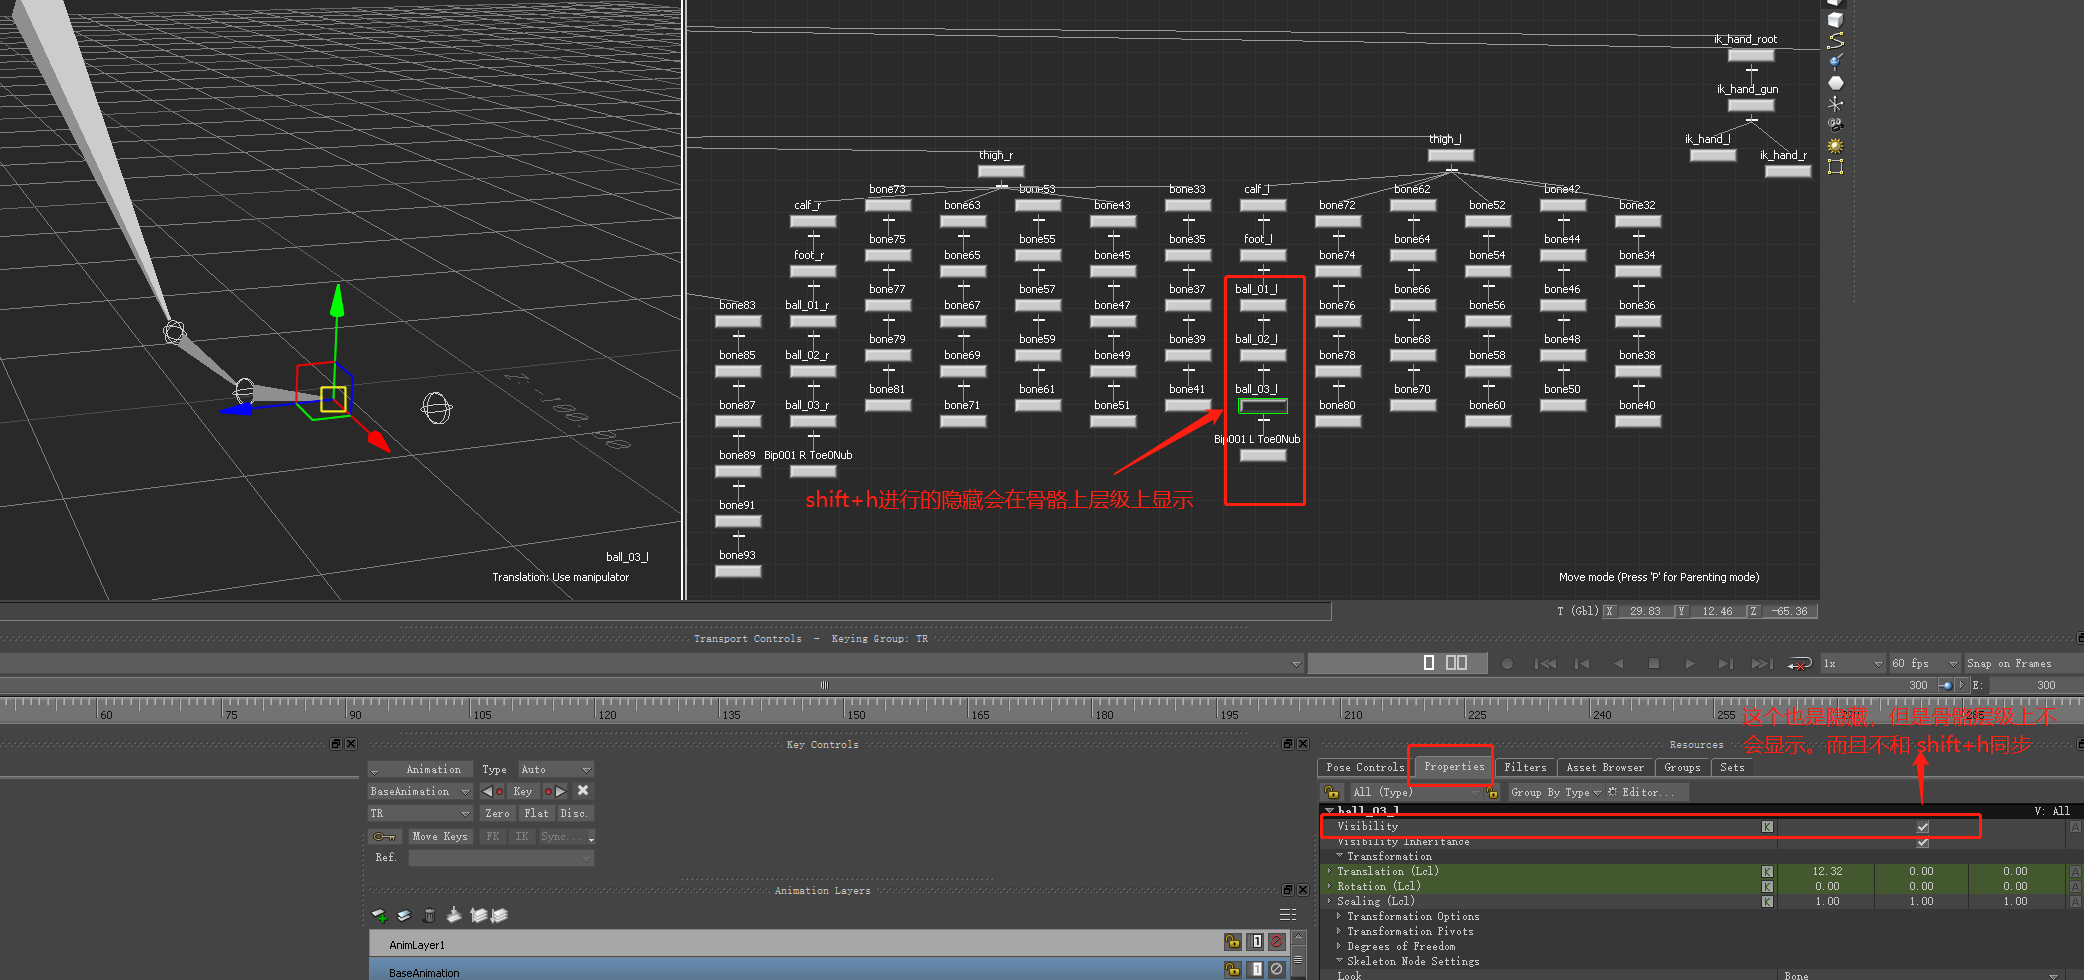 ik_hand_root
ik_hand_gun
ik_hand_l
ik_hand_r
thigh_l
thigh_r
bone73
bone53
bone33
calf_l
bone62
bone42
calf_r
bone63
bone43
bone72
bone52
bone32
bone75
bone55
bone35
foot_l
bone64
bone44
foot_r
bone65
bone45
bone74
bone54
bone34
bone77
bone57
bone37
ball_01_l
bone66
bone46
bone83
ball_01_r
bone67
bone47
bone76
bone56
bone36
bone79
bone59
bone39
ball_02_l
bone68
bone48
bone85
ball_02_r
bone69
bone49
bone78
bone58
bone38
bone81
bone61
bone41
ball_03_l
bone70
bone50
bone87
ball_03_r
bone71
bone51
bone80
bone60
bone40
Bip001 L Toe0Nub
bone89
Bip001 R Toe0Nub
shift+h进行的隐藏会在骨骼上层级上显示
bone91
bone93
ball_03_l
Translation: Use manipulator
Move mode (Press 'P' for Parenting mode)
T (Gbl) X 29.83 Y 12.46 Z -65.36
Transport Controls - Keying Group: TR
1x 60 fps Snap on Frames
300 E: 300
60 75 90 105 120 135 150 165 180 195 210 225 240 255
这个也是隐藏，但是骨骼层级上不
会显示。而且不和 shift+h同步
Key Controls
Resources
Animation Type Auto
BaseAnimation Key
TR Zero Flat Disc.
Move Keys FK IK Sync...
Ref.
Animation Layers
AnimLayer1
BaseAnimation
Pose Controls Properties Filters Asset Browser Groups Sets
All (Type) Group By Type Editor...
ball_03_l V: All
Visibility K A
Visibility Inheritance
Transformation
Translation (Lcl) K 12.32 0.00 0.00 A
Rotation (Lcl) K 0.00 0.00 0.00 A
Scaling (Lcl) K 1.00 1.00 1.00 A
Transformation Options
Transformation Pivots
Degrees of Freedom
Skeleton Node Settings
Look Bone